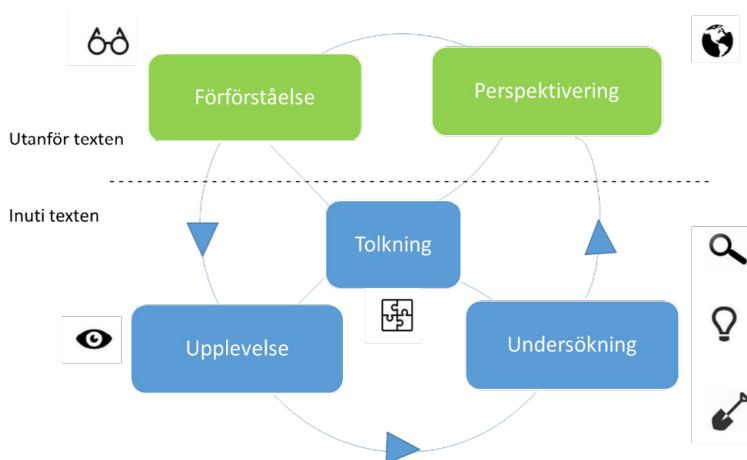 Förförståelse
Perspektivering
Utanför texten
Inuti texten
Tolkning
Upplevelse
Undersökning